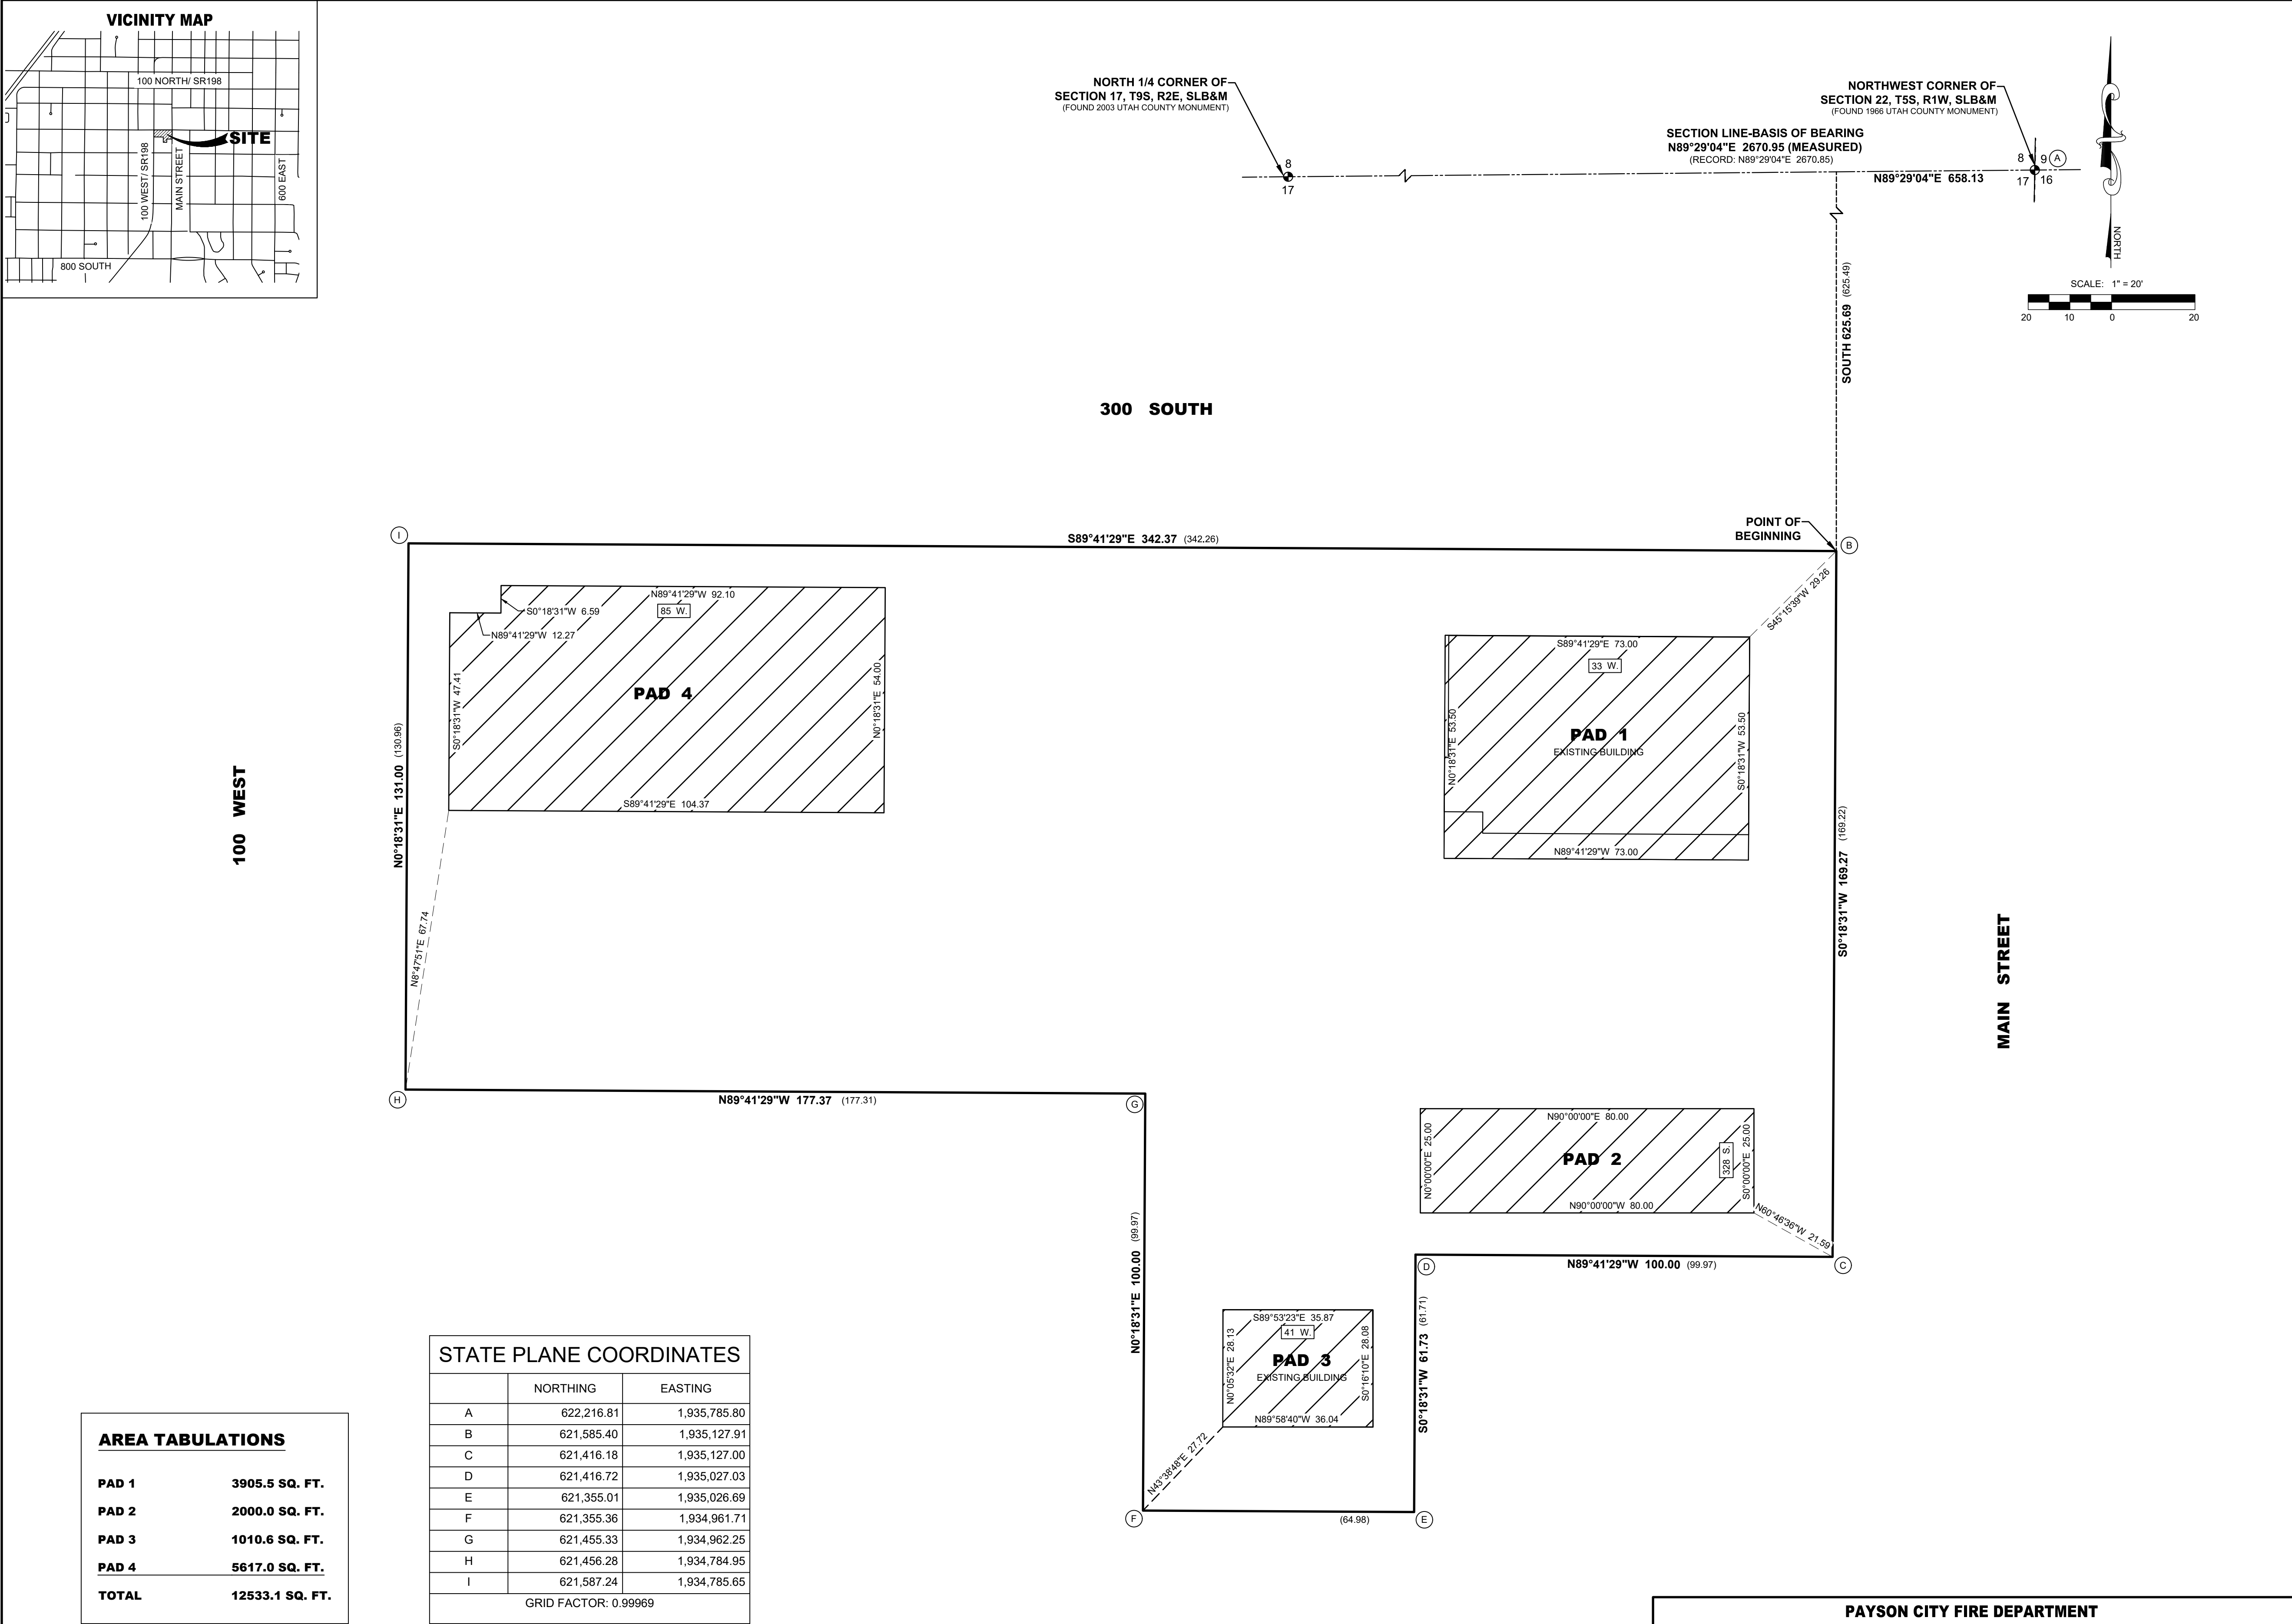 VICINITY MAP
100 NORTH/ SR198
SITE
100 WEST/ SR198
MAIN STREET
600 EAST
800 SOUTH
NORTH 1/4 CORNER OF
SECTION 17, T9S, R2E, SLB&M
(FOUND 2003 UTAH COUNTY MONUMENT)
8
17
NORTHWEST CORNER OF
SECTION 22, T5S, R1W, SLB&M
(FOUND 1966 UTAH COUNTY MONUMENT)
SECTION LINE-BASIS OF BEARING
N89°29'04"E 2670.95 (MEASURED)
(RECORD: N89°29'04"E 2670.85)
N89°29'04"E 658.13
8 9 A
17 16
NORTH
SCALE: 1" = 20'
20 10 0 20
SOUTH 625.69 (625.49)
300 SOUTH
POINT OF
BEGINNING
I
S89°41'29"E 342.37 (342.26)
B
S45°15'39"W 29.26
N89°41'29"W 92.10
85 W.
S0°18'31"W 6.59
N89°41'29"W 12.27
S0°18'31"W 47.41
PAD 4
N0°18'31"E 54.00
S89°41'29"E 104.37
S89°41'29"E 73.00
33 W.
N0°18'31"E 53.50
PAD 1
EXISTING BUILDING
S0°18'31"W 53.50
N89°41'29"W 73.00
100 WEST
N0°18'31"E 131.00 (130.96)
N8°47'51"E 67.74
S0°18'31"W 169.27 (169.22)
MAIN STREET
H
N89°41'29"W 177.37 (177.31)
G
N90°00'00"E 80.00
N0°00'00"E 25.00
PAD 2
328 S.
S0°00'00"E 25.00
N90°00'00"W 80.00
N60°46'36"W 21.59
D
N89°41'29"W 100.00 (99.97)
C
N0°18'31"E 100.00 (99.97)
S89°53'23"E 35.87
41 W.
N0°05'32"E 28.13
PAD 3
EXISTING BUILDING
S0°16'10"E 28.08
N89°58'40"W 36.04
S0°18'31"W 61.73 (61.71)
N43°38'48"E 27.72
F
(64.98)
E
STATE PLANE COORDINATES
NORTHING EASTING
A 622,216.81 1,935,785.80
B 621,585.40 1,935,127.91
C 621,416.18 1,935,127.00
D 621,416.72 1,935,027.03
E 621,355.01 1,935,026.69
F 621,355.36 1,934,961.71
G 621,455.33 1,934,962.25
H 621,456.28 1,934,784.95
I 621,587.24 1,934,785.65
GRID FACTOR: 0.99969
AREA TABULATIONS
PAD 1 3905.5 SQ. FT.
PAD 2 2000.0 SQ. FT.
PAD 3 1010.6 SQ. FT.
PAD 4 5617.0 SQ. FT.
TOTAL 12533.1 SQ. FT.
PAYSON CITY FIRE DEPARTMENT